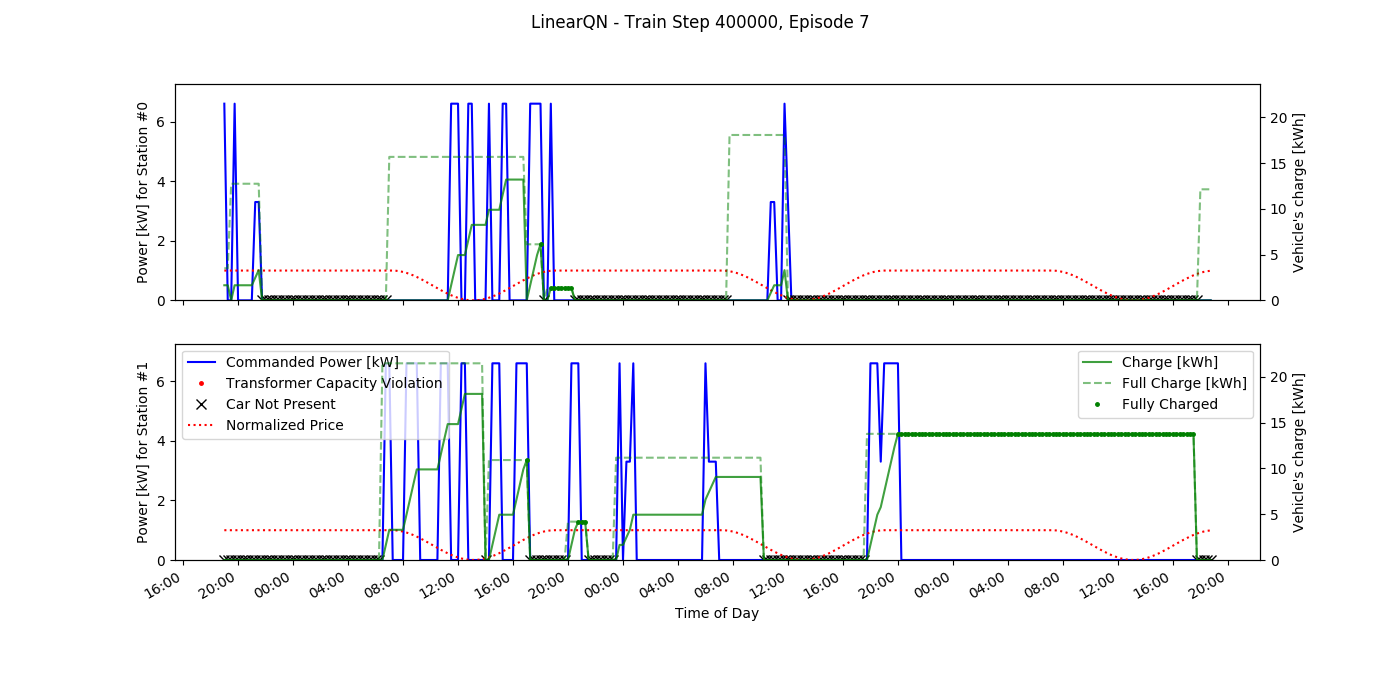 LinearQN - Train Step 400000, Episode 7
Power [kW] for Station #0
0
2
4
6
0
5
10
15
20
Vehicle's charge [kWh]
Power [kW] for Station #1
0
2
4
6
Commanded Power [kW]
Transformer Capacity Violation
Car Not Present
Normalized Price
Charge [kWh]
Full Charge [kWh]
Fully Charged
0
5
10
15
20
Vehicle's charge [kWh]
16:00
20:00
00:00
04:00
08:00
12:00
16:00
20:00
00:00
04:00
08:00
12:00
16:00
20:00
00:00
04:00
08:00
12:00
16:00
20:00
Time of Day